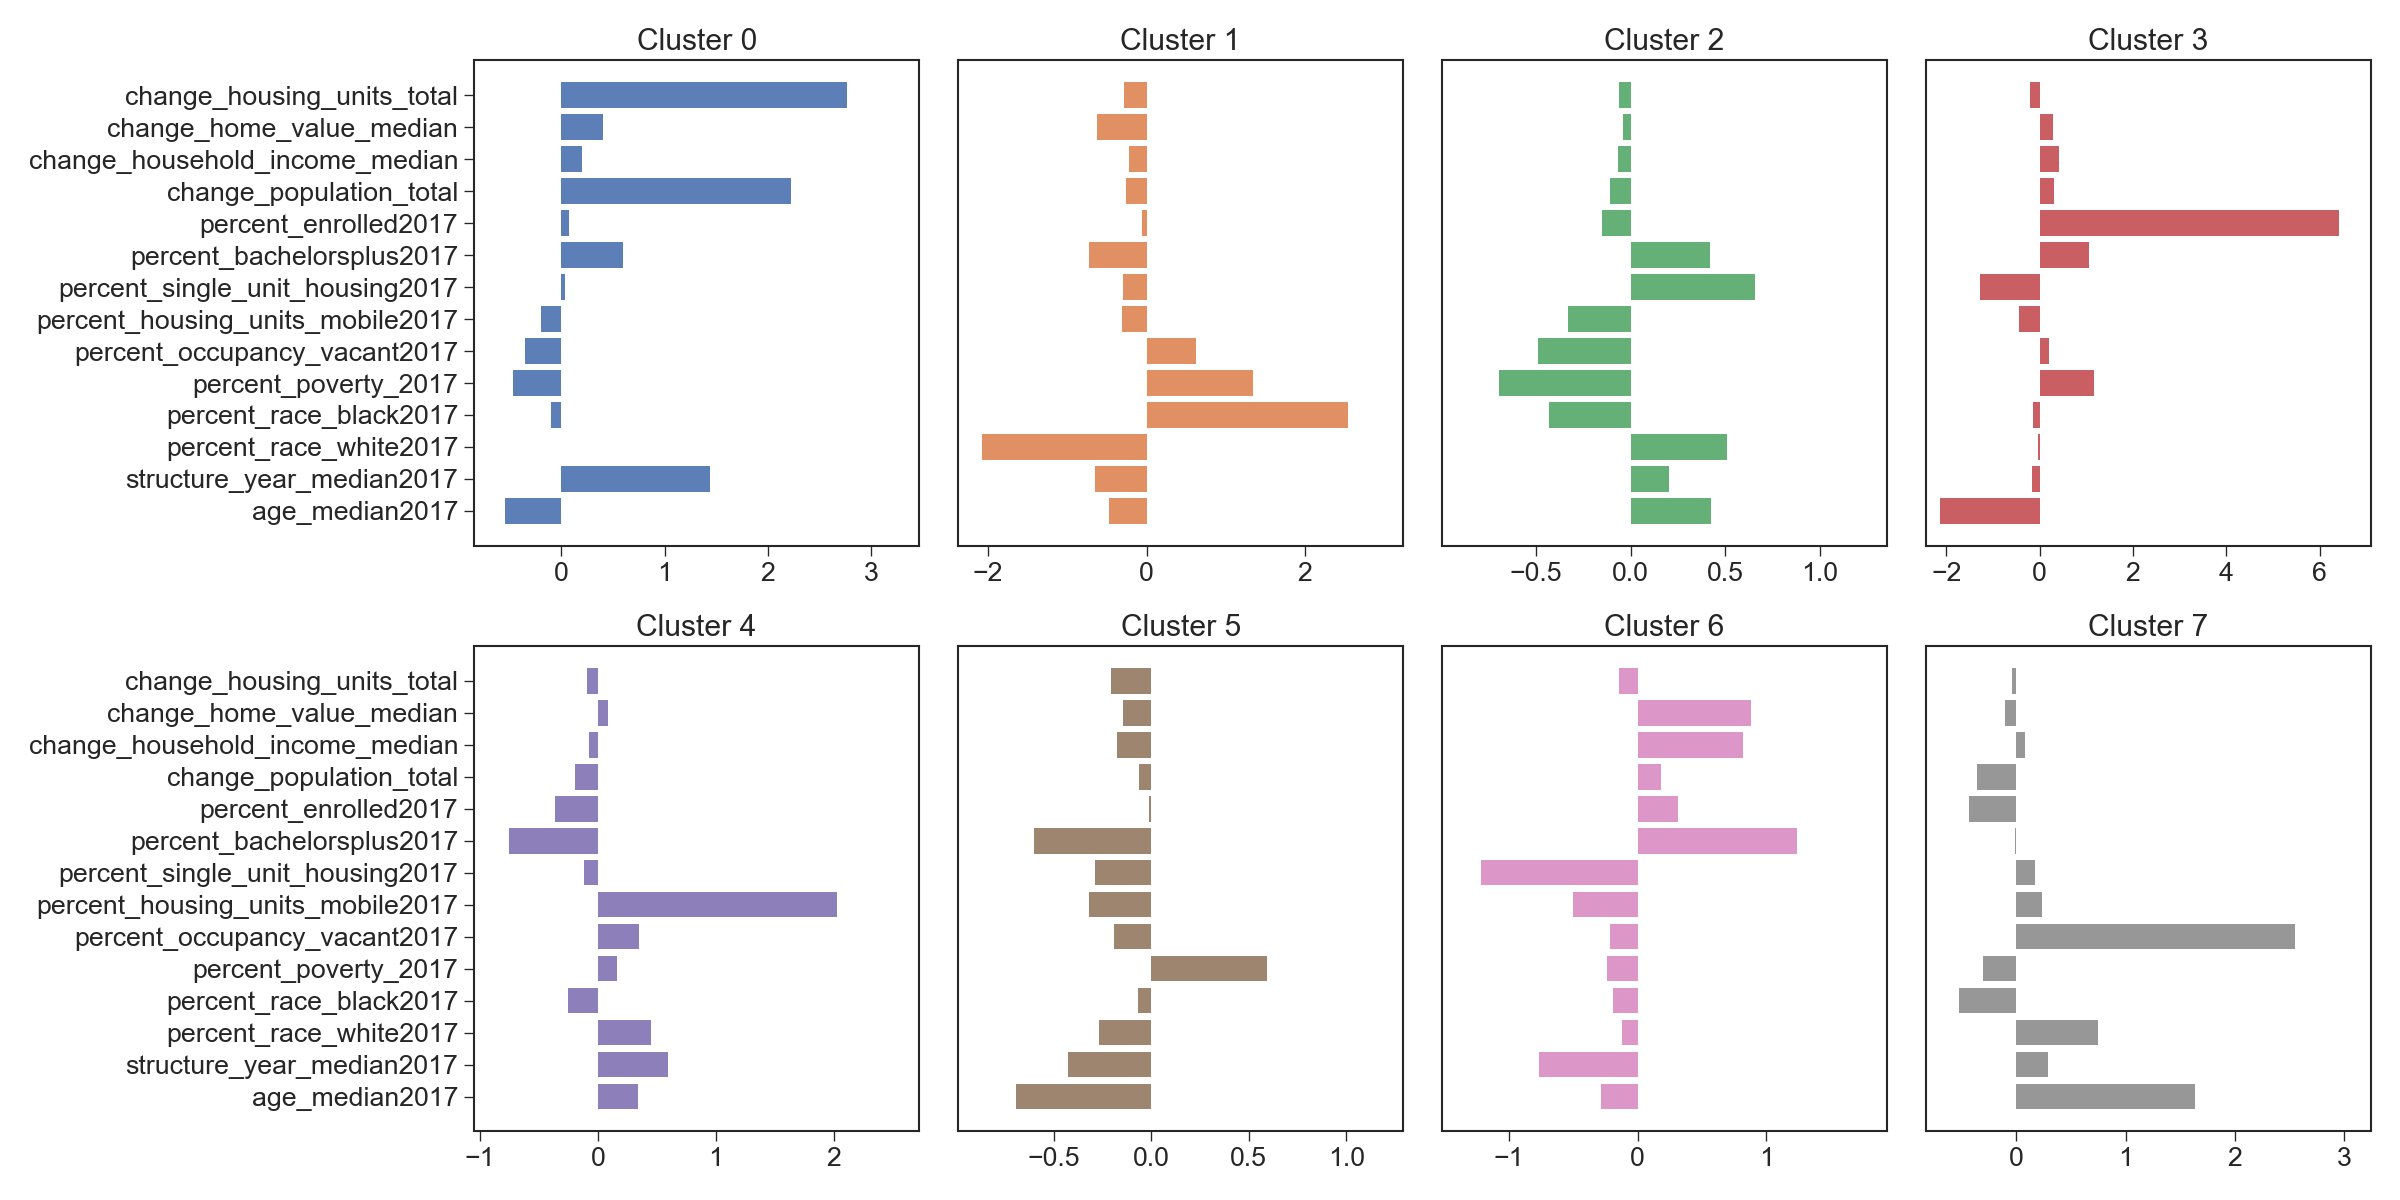 Cluster 0
Cluster 1
Cluster 2
Cluster 3
change_housing_units_total
change_home_value_median
change_household_income_median
change_population_total
percent_enrolled2017
percent_bachelorsplus2017
percent_single_unit_housing2017
percent_housing_units_mobile2017
percent_occupancy_vacant2017
percent_poverty_2017
percent_race_black2017
percent_race_white2017
structure_year_median2017
age_median2017
0 1 2 3
−2 0 2
−0.5 0.0 0.5 1.0
−2 0 2 4 6
Cluster 4
Cluster 5
Cluster 6
Cluster 7
change_housing_units_total
change_home_value_median
change_household_income_median
change_population_total
percent_enrolled2017
percent_bachelorsplus2017
percent_single_unit_housing2017
percent_housing_units_mobile2017
percent_occupancy_vacant2017
percent_poverty_2017
percent_race_black2017
percent_race_white2017
structure_year_median2017
age_median2017
−1 0 1 2
−0.5 0.0 0.5 1.0
−1 0 1
0 1 2 3